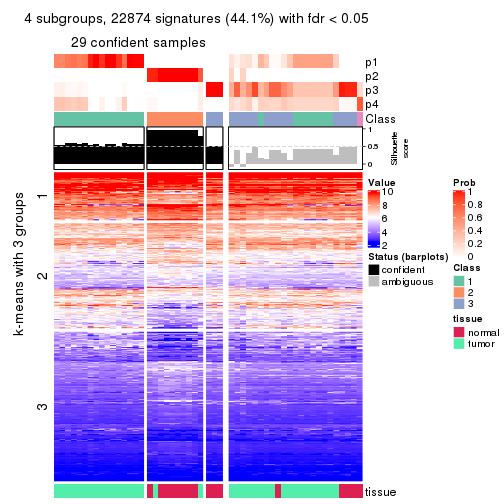 4 subgroups, 22874 signatures (44.1%) with fdr < 0.05
29 confident samples
p1
p2
p3
p4
Class
1
0.5
0
Silhouette
score
k-means with 3 groups
1
2
3
tissue
Value
10
8
6
4
2
Status (barplots)
confident
ambiguous
Prob
1
0.8
0.6
0.4
0.2
0
Class
1
2
3
tissue
normal
tumor